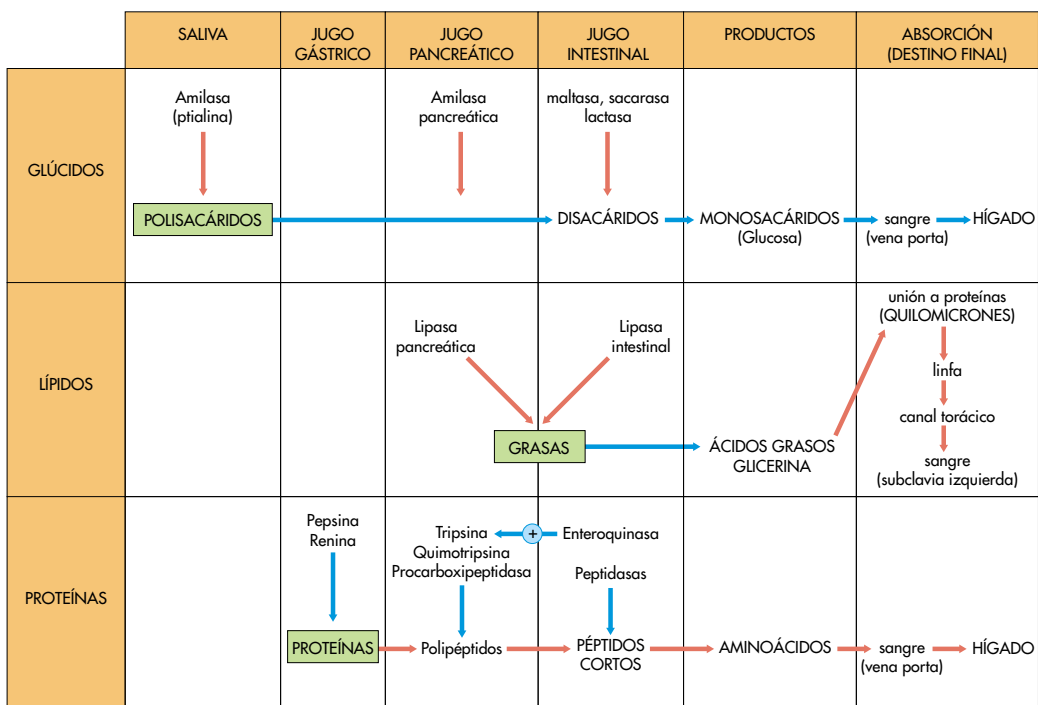 SALIVA
JUGO
GÁSTRICO
JUGO
PANCREÁTICO
JUGO
INTESTINAL
PRODUCTOS
ABSORCIÓN
(DESTINO FINAL)
GLÚCIDOS
Amilasa
(ptialina)
Amilasa
pancreática
maltasa, sacarasa
lactasa
POLISACÁRIDOS
DISACÁRIDOS
MONOSACÁRIDOS
(Glucosa)
sangre
(vena porta)
HÍGADO
LÍPIDOS
Lipasa
pancreática
Lipasa
intestinal
GRASAS
ÁCIDOS GRASOS
GLICERINA
unión a proteínas
(QUILOMICRONES)
linfa
canal torácico
sangre
(subclavia izquierda)
PROTEÍNAS
Pepsina
Renina
Tripsina
Quimotripsina
Procarboxipeptidasa
+
Enteroquinasa
Peptidasas
PROTEÍNAS
Polipéptidos
PÉPTIDOS
CORTOS
AMINOÁCIDOS
sangre
(vena porta)
HÍGADO